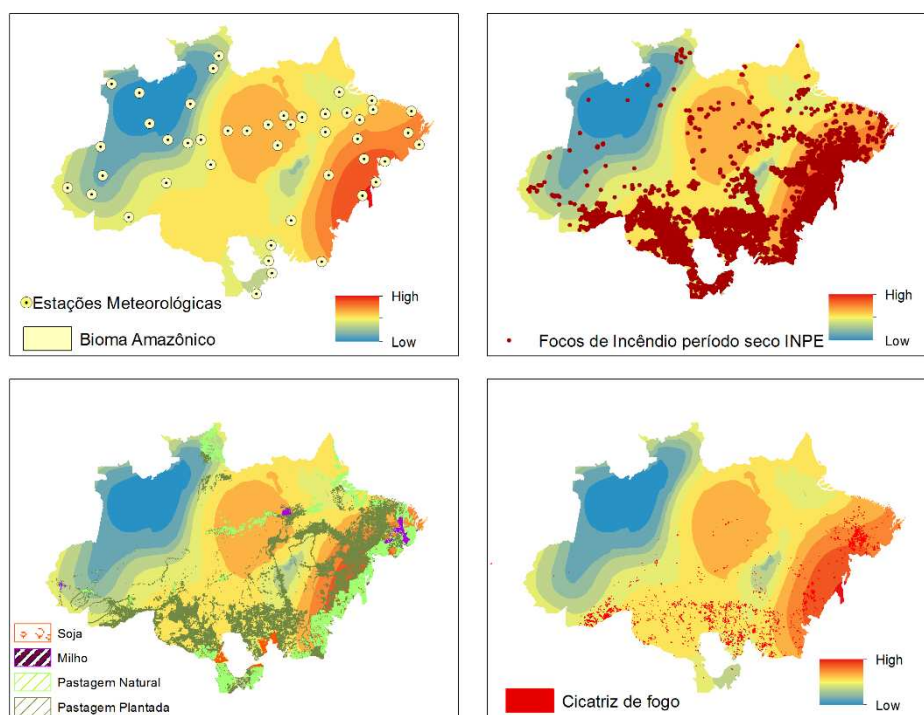 Estações Meteorológicas
Bioma Amazônico
High
Low
Focos de Incêndio período seco INPE
High
Low
Soja
Milho
Pastagem Natural
Pastagem Plantada
Cicatriz de fogo
High
Low